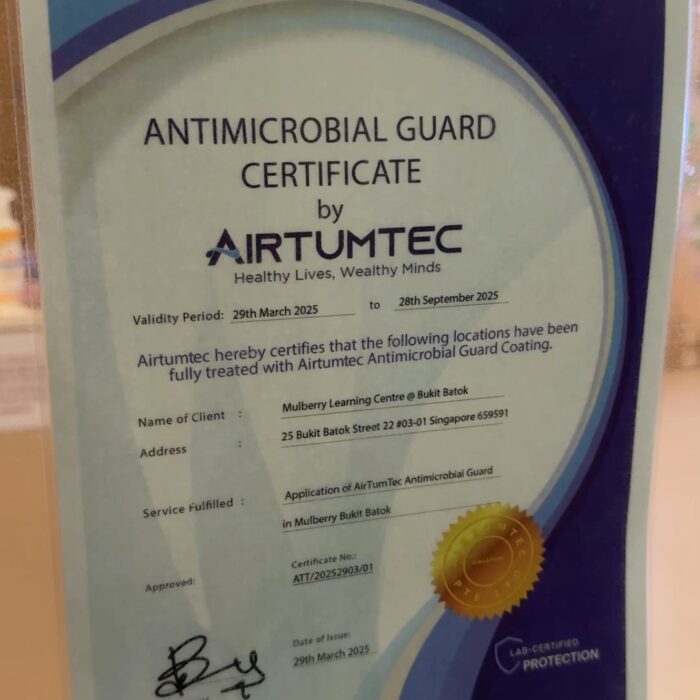 ANTIMICROBIAL GUARD
CERTIFICATE
by
AIRTUMTEC
Healthy Lives, Wealthy Minds
Validity Period: 29th March 2025 to 28th September 2025
Airtumtec hereby certifies that the following locations have been
fully treated with Airtumtec Antimicrobial Guard Coating.
Name of Client : Mulberry Learning Centre @ Bukit Batok
Address : 25 Bukit Batok Street 22 #03-01 Singapore 659591
Service Fulfilled : Application of AirTumTec Antimicrobial Guard
in Mulberry Bukit Batok
Certificate No.:
Approved: ATT/20252903/01
AIRTUMTEC
PTE LTD
Date of Issue:
29th March 2025
LAB-CERTIFIED
PROTECTION